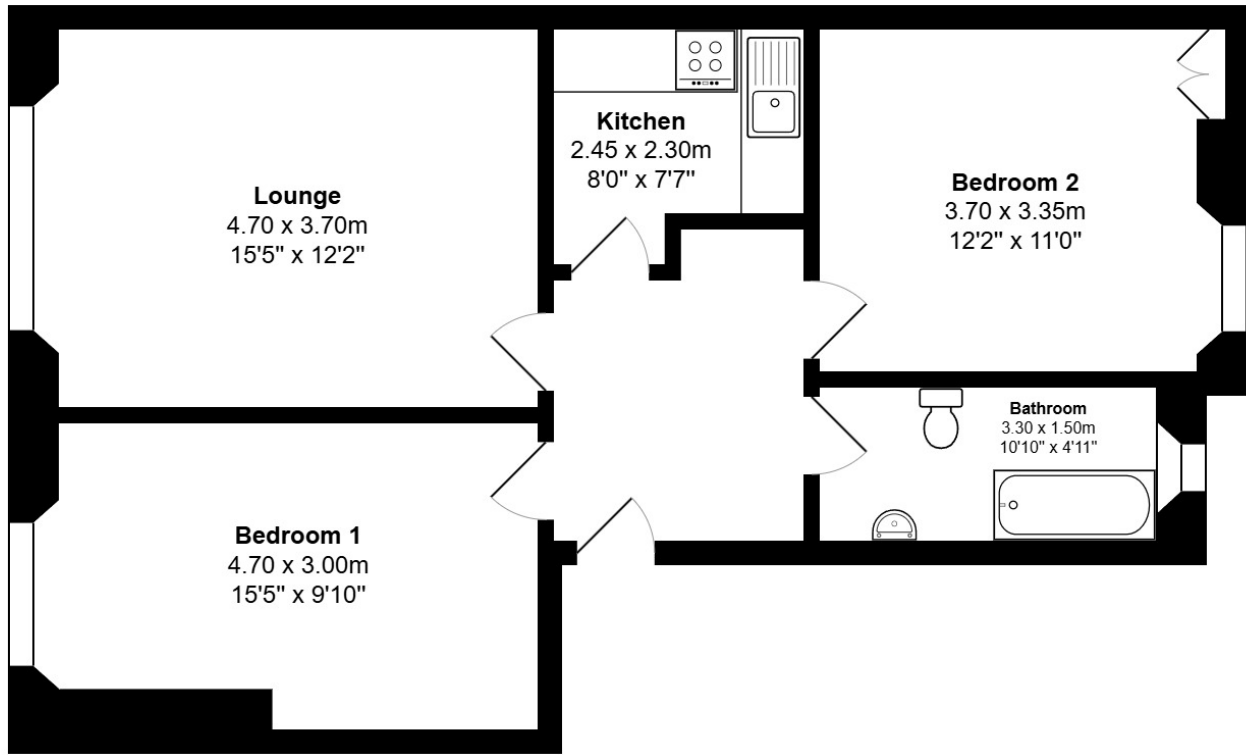 Kitchen
2.45 x 2.30m
8'0" x 7'7"
Lounge
4.70 x 3.70m
15'5" x 12'2"
Bedroom 2
3.70 x 3.35m
12'2" x 11'0"
Bathroom
3.30 x 1.50m
10'10" x 4'11"
Bedroom 1
4.70 x 3.00m
15'5" x 9'10"